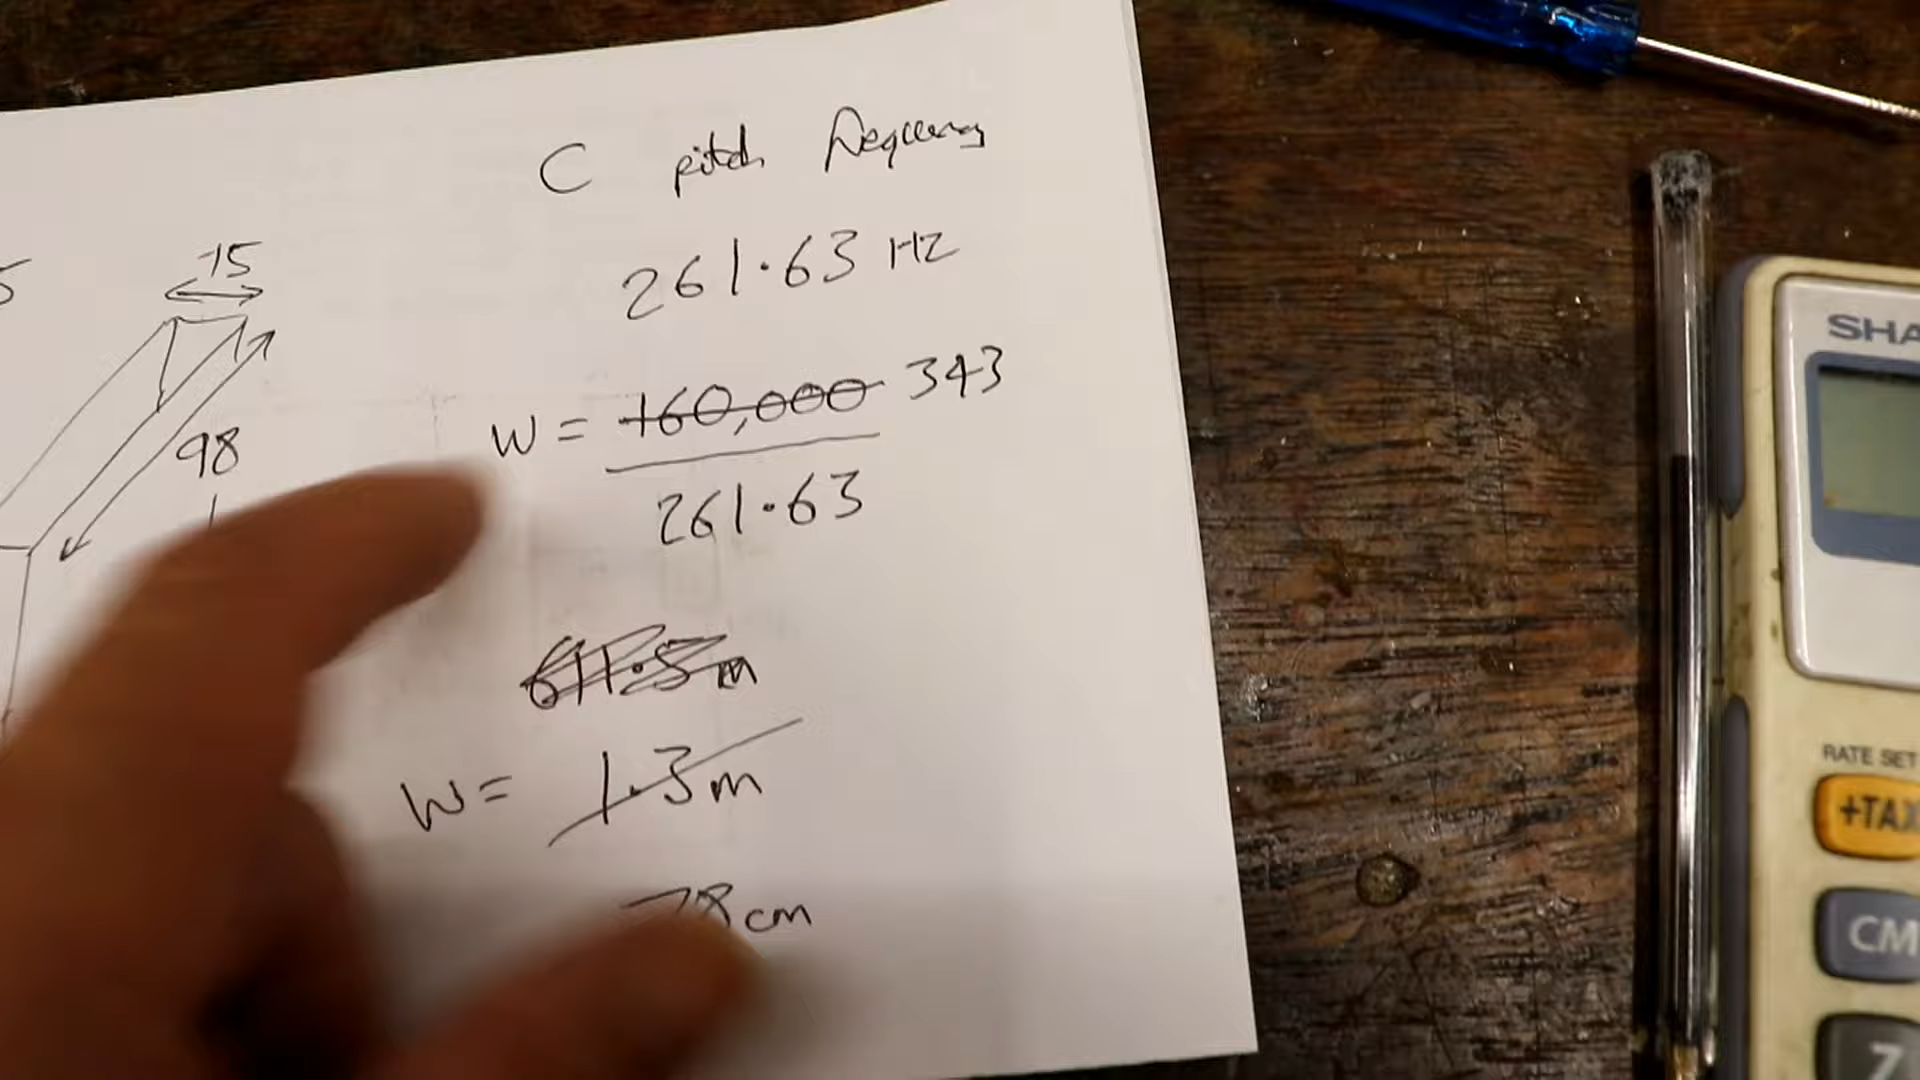 C pitch frequency
15
261.63 Hz
W = 160,000 343
261.63
98
611.5m
W = 1.3m
78cm
SHA
RATE SET
+TAX
CM